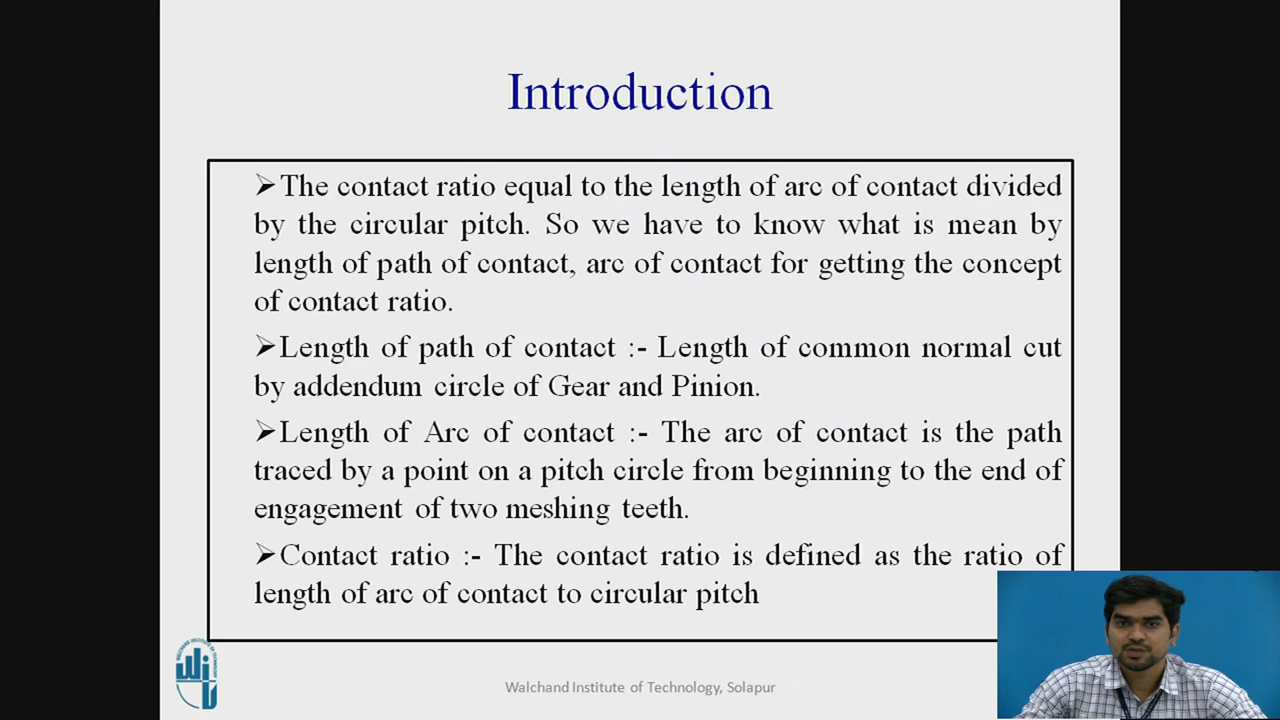 Introduction
➢The contact ratio equal to the length of arc of contact divided
by the circular pitch. So we have to know what is mean by
length of path of contact, arc of contact for getting the concept
of contact ratio.
➢Length of path of contact :- Length of common normal cut
by addendum circle of Gear and Pinion.
➢Length of Arc of contact :- The arc of contact is the path
traced by a point on a pitch circle from beginning to the end of
engagement of two meshing teeth.
➢Contact ratio :- The contact ratio is defined as the ratio of
length of arc of contact to circular pitch
WALCHAND INSTITUTE OF TECHNOLOGY
Walchand Institute of Technology, Solapur